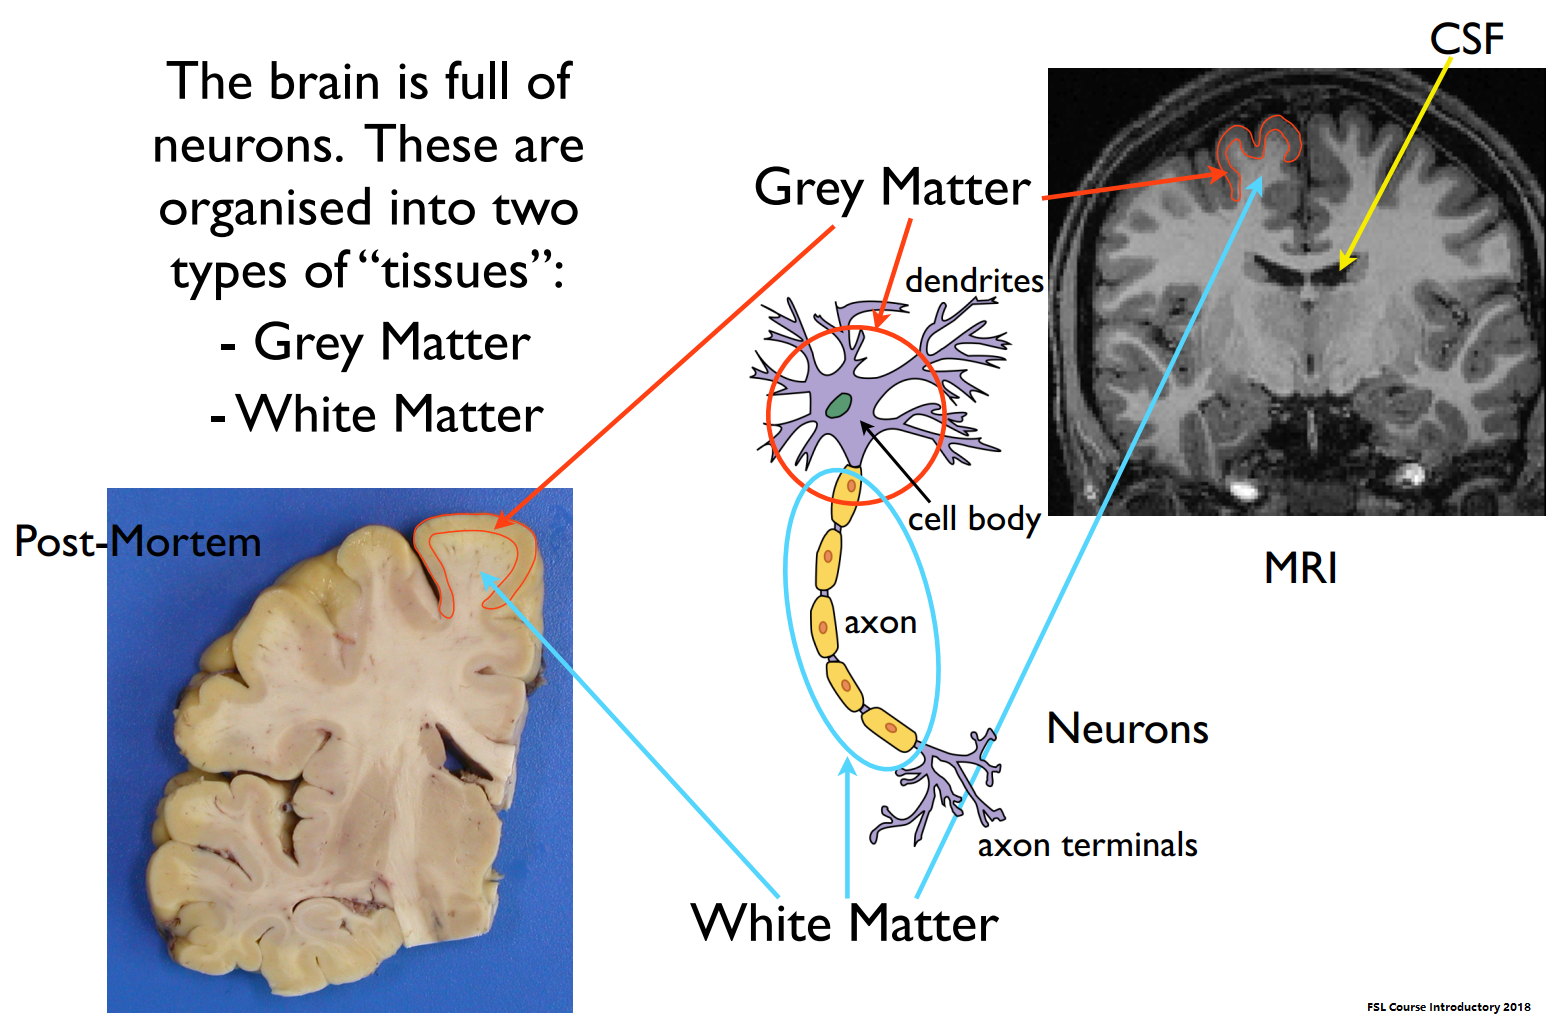 The brain is full of
neurons. These are
organised into two
types of “tissues”:
- Grey Matter
- White Matter
CSF
Grey Matter
dendrites
cell body
Post-Mortem
MRI
axon
Neurons
axon terminals
White Matter
FSL Course Introductory 2018